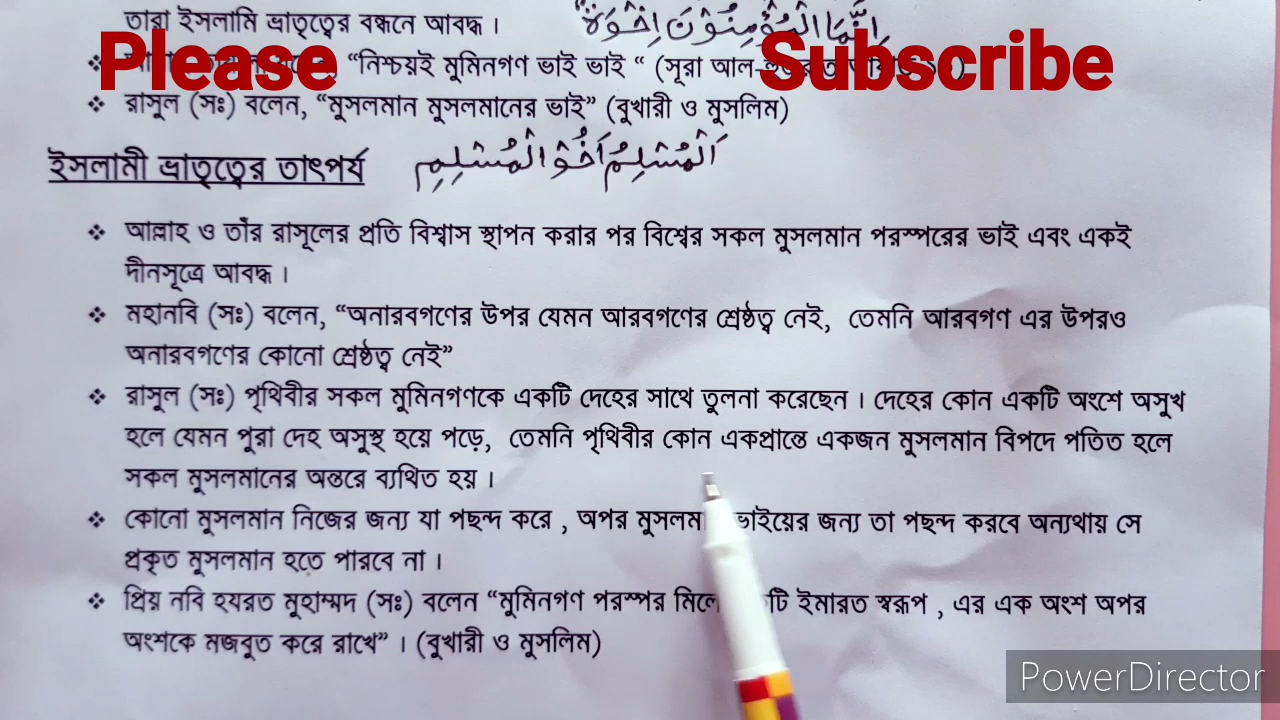 তারা ইসলামি ভ্রাতৃত্বের বন্ধনে আবদ্ধ । اِنَّمَا الْمُؤْمِنُوْنَ اِخْوَةٌ
Please Subscribe
❖ “নিশ্চয়ই মুমিনগণ ভাই ভাই “ (সূরা আল-
❖ রাসুল (সঃ) বলেন, “মুসলমান মুসলমানের ভাই” (বুখারী ও মুসলিম)
ইসলামী ভ্রাতৃত্বের তাৎপর্য اَلْمُسْلِمُ اَخُوْ الْمُسْلِمِ
❖ আল্লাহ ও তাঁর রাসূলের প্রতি বিশ্বাস স্থাপন করার পর বিশ্বের সকল মুসলমান পরস্পরের ভাই এবং একই
দীনসূত্রে আবদ্ধ ।
❖ মহানবি (সঃ) বলেন, “অনারবগণের উপর যেমন আরবগণের শ্রেষ্ঠত্ব নেই, তেমনি আরবগণ এর উপরও
অনারবগণের কোনো শ্রেষ্ঠত্ব নেই”
❖ রাসুল (সঃ) পৃথিবীর সকল মুমিনগণকে একটি দেহের সাথে তুলনা করেছেন । দেহের কোন একটি অংশে অসুখ
হলে যেমন পুরা দেহ অসুস্থ হয়ে পড়ে, তেমনি পৃথিবীর কোন একপ্রান্তে একজন মুসলমান বিপদে পতিত হলে
সকল মুসলমানের অন্তরে ব্যথিত হয় ।
❖ কোনো মুসলমান নিজের জন্য যা পছন্দ করে , অপর মুসলমা ভাইয়ের জন্য তা পছন্দ করবে অন্যথায় সে
প্রকৃত মুসলমান হতে পারবে না ।
❖ প্রিয় নবি হযরত মুহাম্মদ (সঃ) বলেন “মুমিনগণ পরস্পর মিলে টি ইমারত স্বরূপ , এর এক অংশ অপর
অংশকে মজবুত করে রাখে” । (বুখারী ও মুসলিম)
PowerDirector